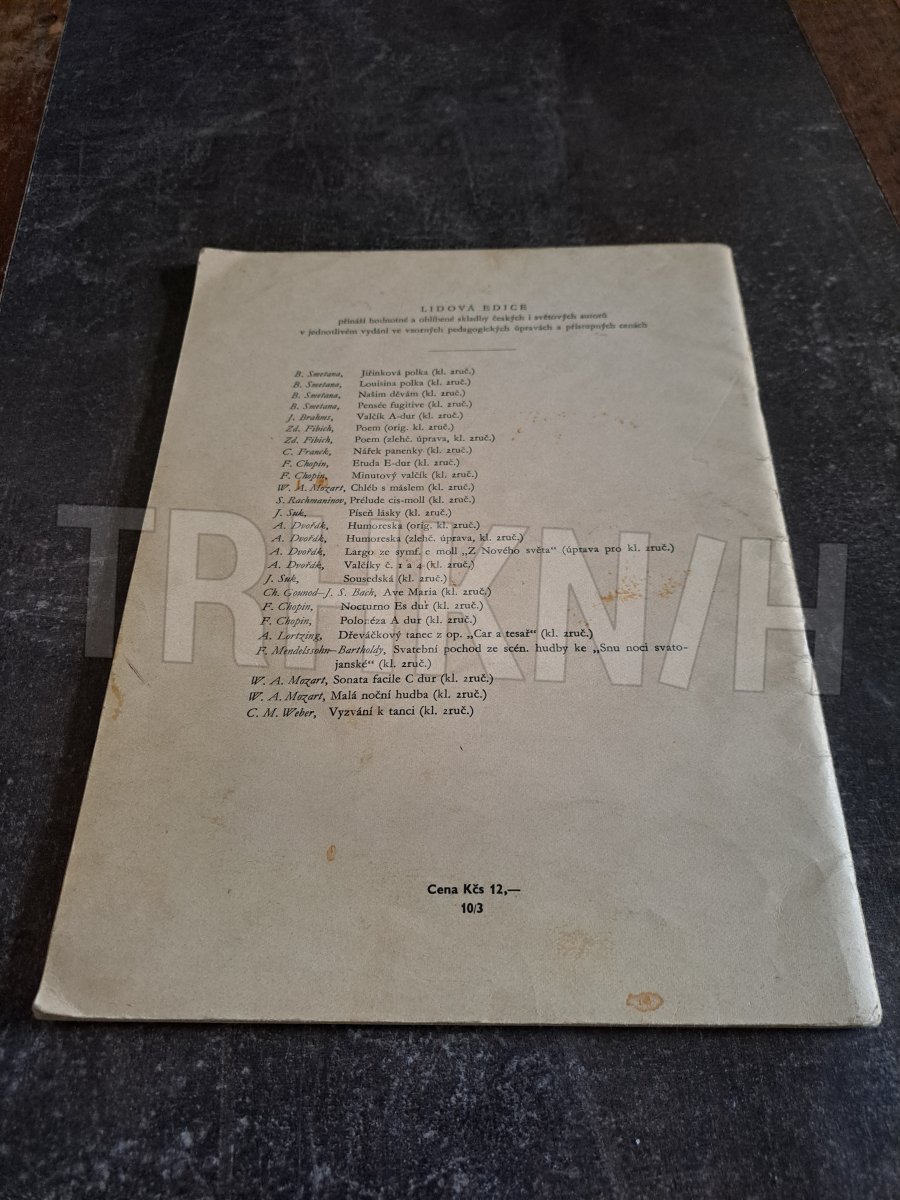 LIDOVÁ EDICE
přináší hodnotné a oblíbené skladby českých i světových autorů
v jednotlivém vydání ve vzorných pedagogických úpravách a přístupných cenách
B. Smetana, Jiřinková polka (kl. 2ruč.)
B. Smetana, Louisina polka (kl. 2ruč.)
B. Smetana, Našim děvám (kl. 2ruč.)
B. Smetana, Pensée fugitive (kl. 2ruč.)
J. Brahms, Valčík A-dur (kl. 2ruč.)
Zd. Fibich, Poem (orig. kl. 2ruč.)
Zd. Fibich, Poem (zlehč. úprava, kl. 2ruč.)
C. Franck, Nářek panenky (kl. 2ruč.)
F. Chopin, Etuda E-dur (kl. 2ruč.)
F. Chopin, Minutový valčík (kl. 2ruč.)
W. A. Mozart, Chléb s máslem (kl. 2ruč.)
S. Rachmaninov, Prélude cis-moll (kl. 2ruč.)
J. Suk, Píseň lásky (kl. 2ruč.)
A. Dvořák, Humoreska (orig. kl. 2ruč.)
A. Dvořák, Humoreska (zlehč. úprava, kl. 2ruč.)
A. Dvořák, Largo ze symf. e moll „Z Nového světa“ (úprava pro kl. 2ruč.)
A. Dvořák, Valčíky č. 1 a 4 (kl. 2ruč.)
J. Suk, Sousedská (kl. 2ruč.)
Ch. Gounod–J. S. Bach, Ave Maria (kl. 2ruč.)
F. Chopin, Nocturno Es dur (kl. 2ruč.)
F. Chopin, Polonéza A dur (kl. 2ruč.)
A. Lortzing, Dřeváčkový tanec z op. „Car a tesař“ (kl. 2ruč.)
F. Mendelssohn–Bartholdy, Svatební pochod ze scén. hudby ke „Snu noci svato-
janské“ (kl. 2ruč.)
W. A. Mozart, Sonata facile C dur (kl. 2ruč.)
W. A. Mozart, Malá noční hudba (kl. 2ruč.)
C. M. Weber, Vyzvání k tanci (kl. 2ruč.)
Cena Kčs 12,—
10/3